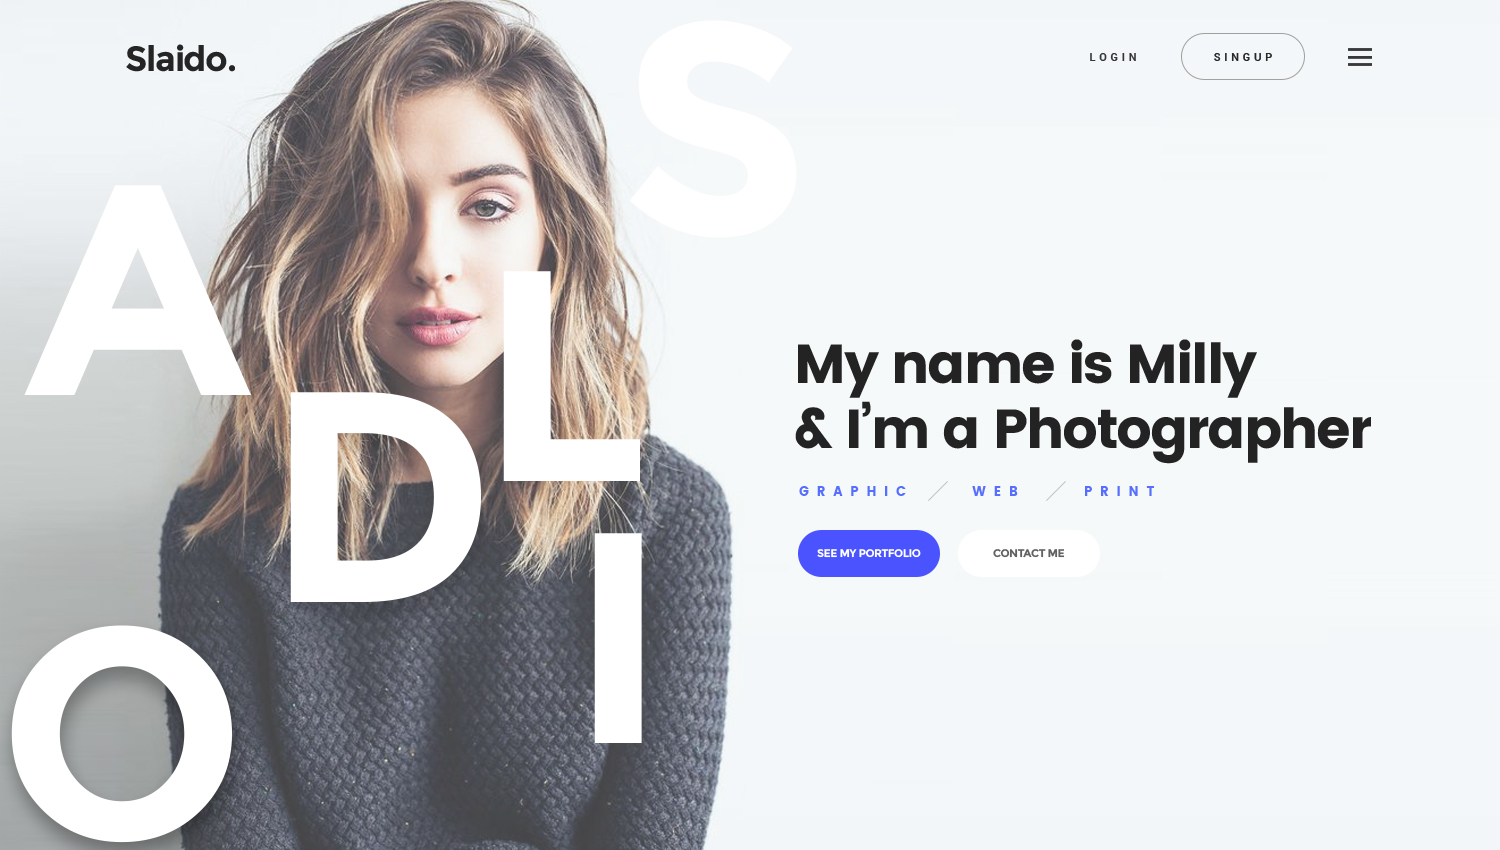 Slaido.
LOGIN
SINGUP
S
A
L
D
I
O
My name is Milly
& I’m a Photographer
GRAPHIC / WEB / PRINT
SEE MY PORTFOLIO
CONTACT ME